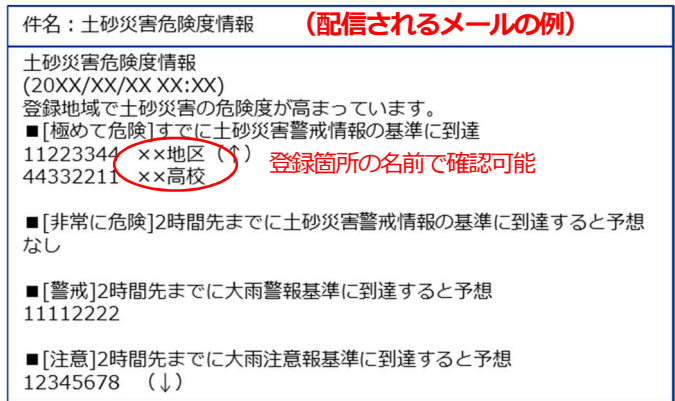 件名：土砂災害危険度情報 （配信されるメールの例）
土砂災害危険度情報
(20XX/XX/XX XX:XX)
登録地域で土砂災害の危険度が高まっています。
■[極めて危険]すでに土砂災害警戒情報の基準に到達
11223344 ××地区（↑） 登録箇所の名前で確認可能
44332211 ××高校
■[非常に危険]2時間先までに土砂災害警戒情報の基準に到達すると予想
なし
■[警戒]2時間先までに大雨警報基準に到達すると予想
11112222
■[注意]2時間先までに大雨注意報基準に到達すると予想
12345678 （↓）